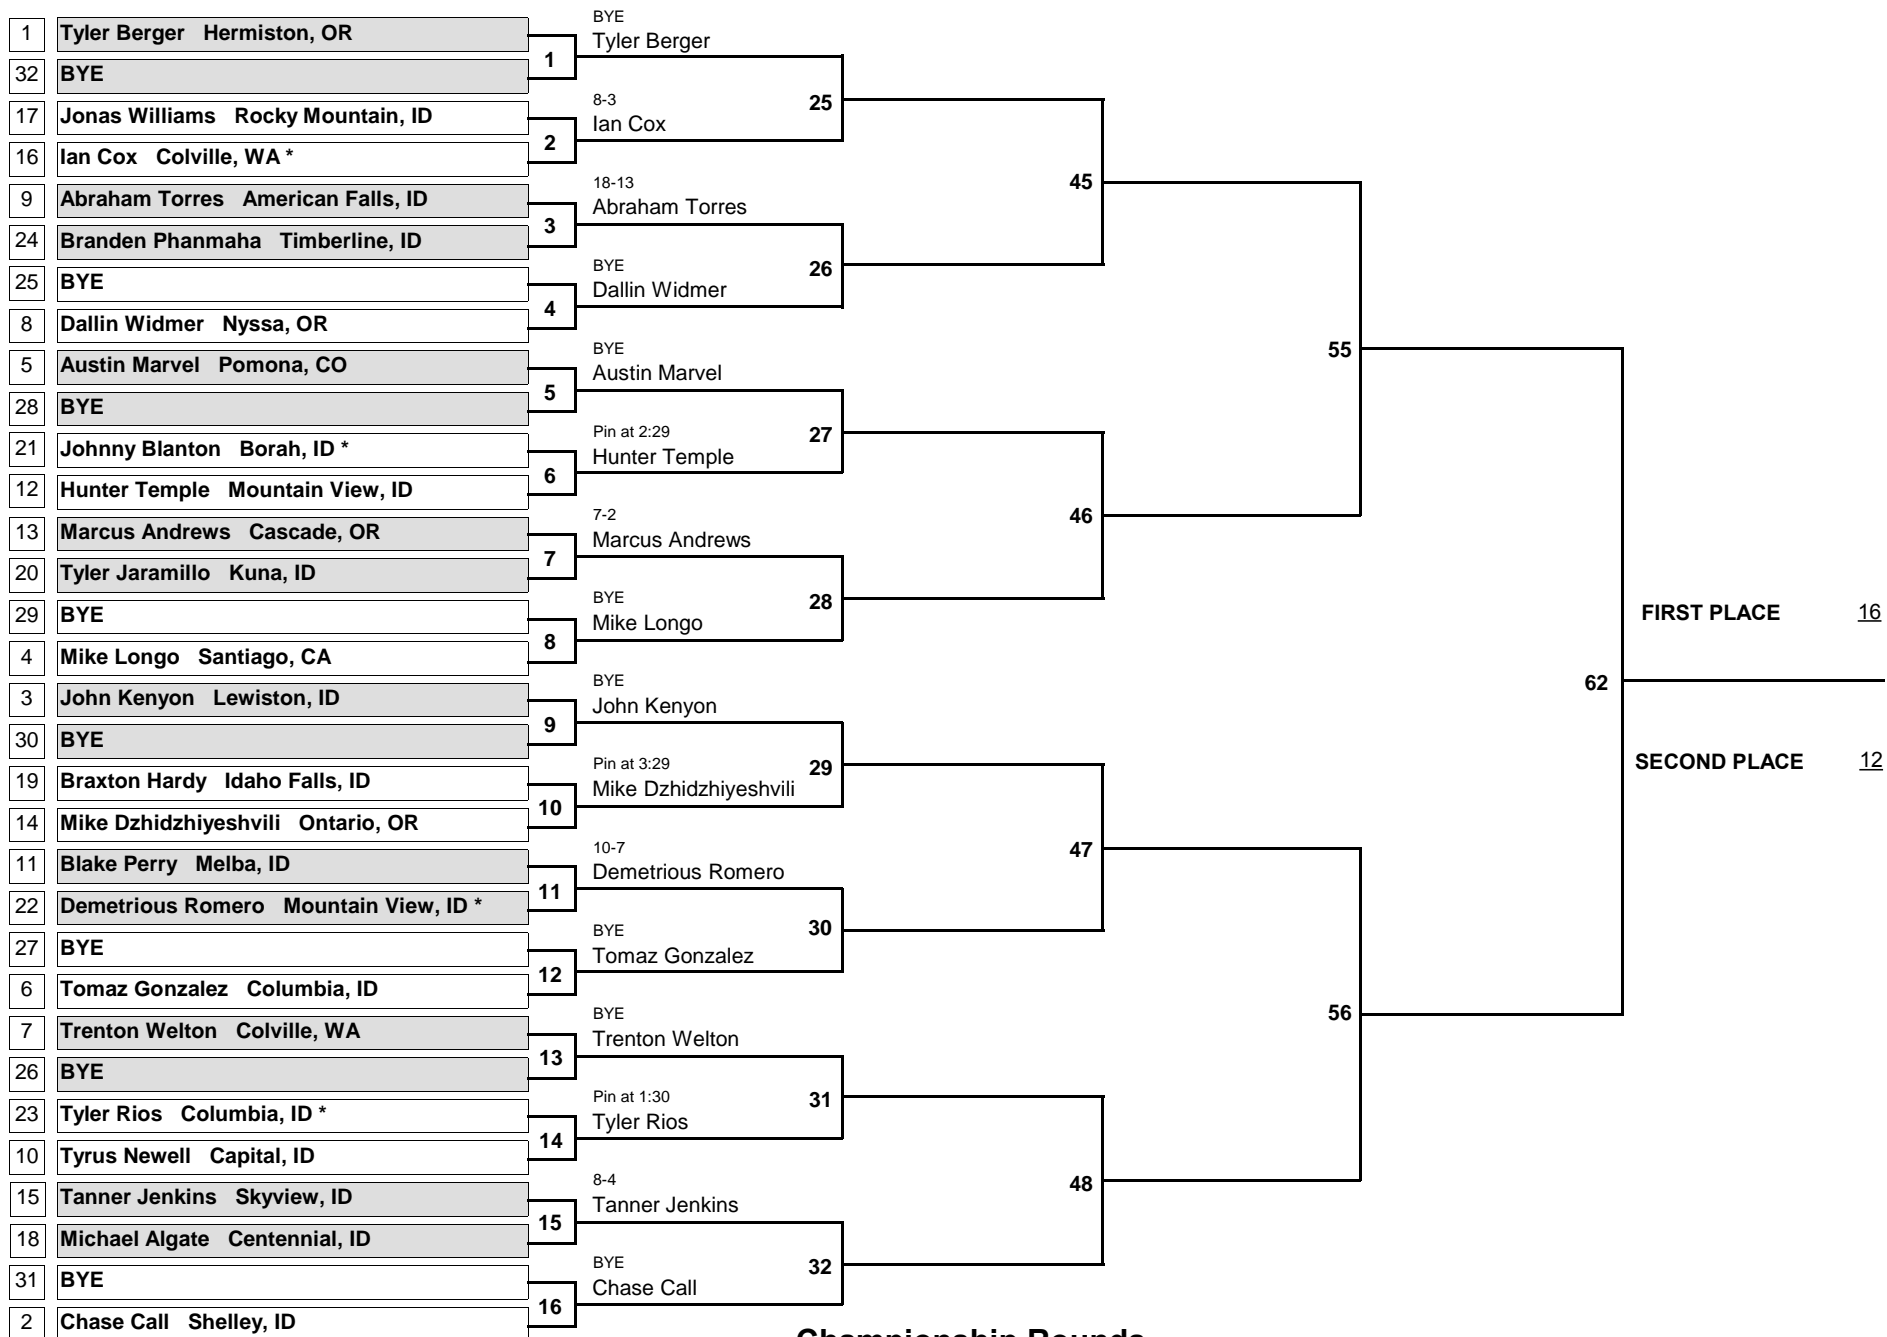 1 Tyler Berger Hermiston, OR
32 BYE
17 Jonas Williams Rocky Mountain, ID
16 Ian Cox Colville, WA *
9 Abraham Torres American Falls, ID
24 Branden Phanmaha Timberline, ID
25 BYE
8 Dallin Widmer Nyssa, OR
5 Austin Marvel Pomona, CO
28 BYE
21 Johnny Blanton Borah, ID *
12 Hunter Temple Mountain View, ID
13 Marcus Andrews Cascade, OR
20 Tyler Jaramillo Kuna, ID
29 BYE
4 Mike Longo Santiago, CA
3 John Kenyon Lewiston, ID
30 BYE
19 Braxton Hardy Idaho Falls, ID
14 Mike Dzhidzhiyeshvili Ontario, OR
11 Blake Perry Melba, ID
22 Demetrious Romero Mountain View, ID *
27 BYE
6 Tomaz Gonzalez Columbia, ID
7 Trenton Welton Colville, WA
26 BYE
23 Tyler Rios Columbia, ID *
10 Tyrus Newell Capital, ID
15 Tanner Jenkins Skyview, ID
18 Michael Algate Centennial, ID
31 BYE
2 Chase Call Shelley, ID
1
2
3
4
5
6
7
8
9
10
11
12
13
14
15
16
BYE
Tyler Berger
8-3
Ian Cox
18-13
Abraham Torres
BYE
Dallin Widmer
BYE
Austin Marvel
Pin at 2:29
Hunter Temple
7-2
Marcus Andrews
BYE
Mike Longo
BYE
John Kenyon
Pin at 3:29
Mike Dzhidzhiyeshvili
10-7
Demetrious Romero
BYE
Tomaz Gonzalez
BYE
Trenton Welton
Pin at 1:30
Tyler Rios
8-4
Tanner Jenkins
BYE
Chase Call
25
26
27
28
29
30
31
32
45
46
47
48
55
56
62
FIRST PLACE 16
SECOND PLACE 12
Championship Rounds